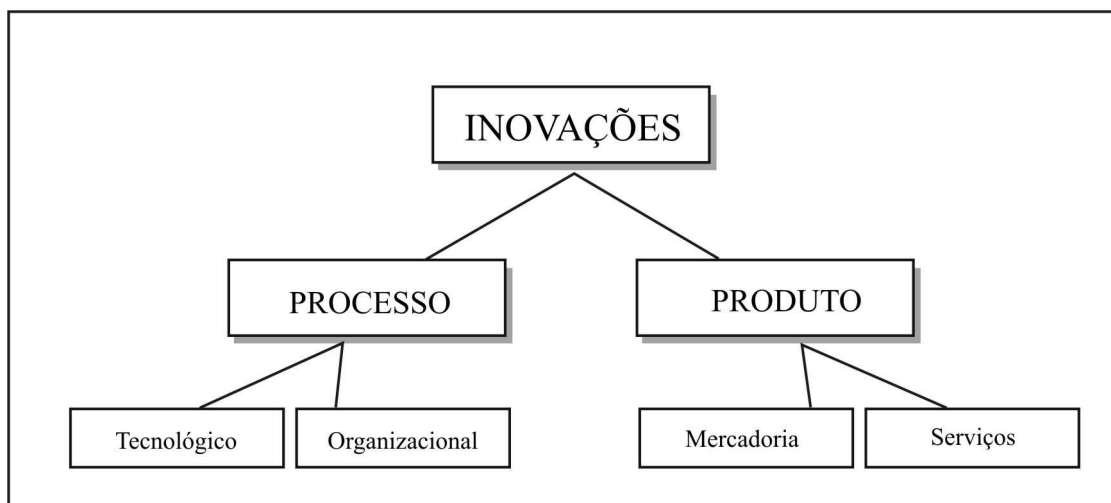 INOVAÇÕES
PROCESSO
PRODUTO
Tecnológico
Organizacional
Mercadoria
Serviços